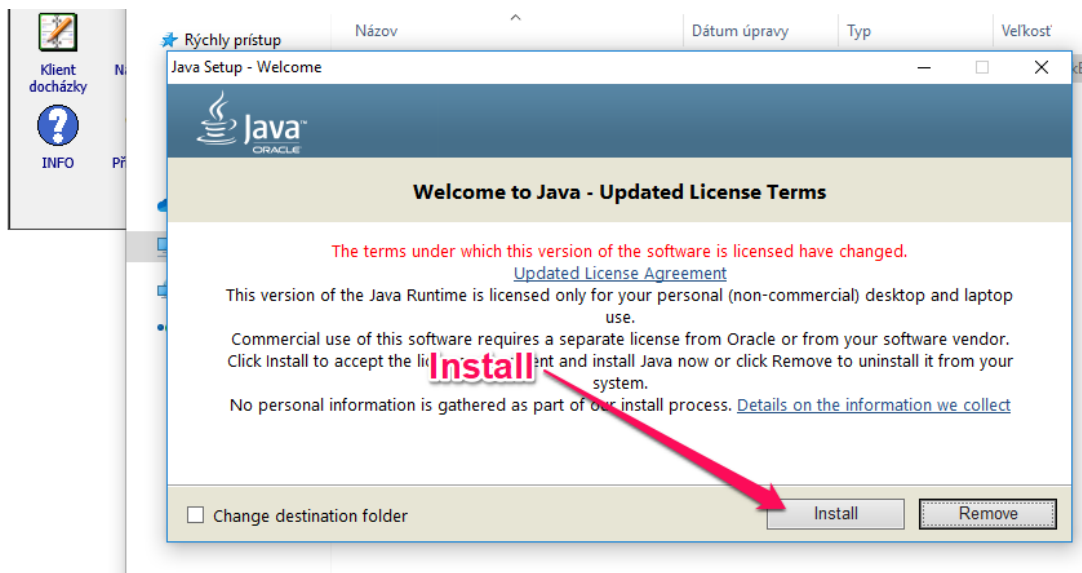 Klient
docházky
INFO
Rýchly prístup
Názov
Dátum úpravy
Typ
Veľkosť
Java Setup - Welcome
Java™
ORACLE
Welcome to Java - Updated License Terms
The terms under which this version of the software is licensed have changed.
Updated License Agreement
This version of the Java Runtime is licensed only for your personal (non-commercial) desktop and laptop
use.
Commercial use of this software requires a separate license from Oracle or from your software vendor.
Click Install to accept the and install Java now or click Remove to uninstall it from your
system.
No personal information is gathered as part of our install process. Details on the information we collect
Install
Change destination folder
Install
Remove